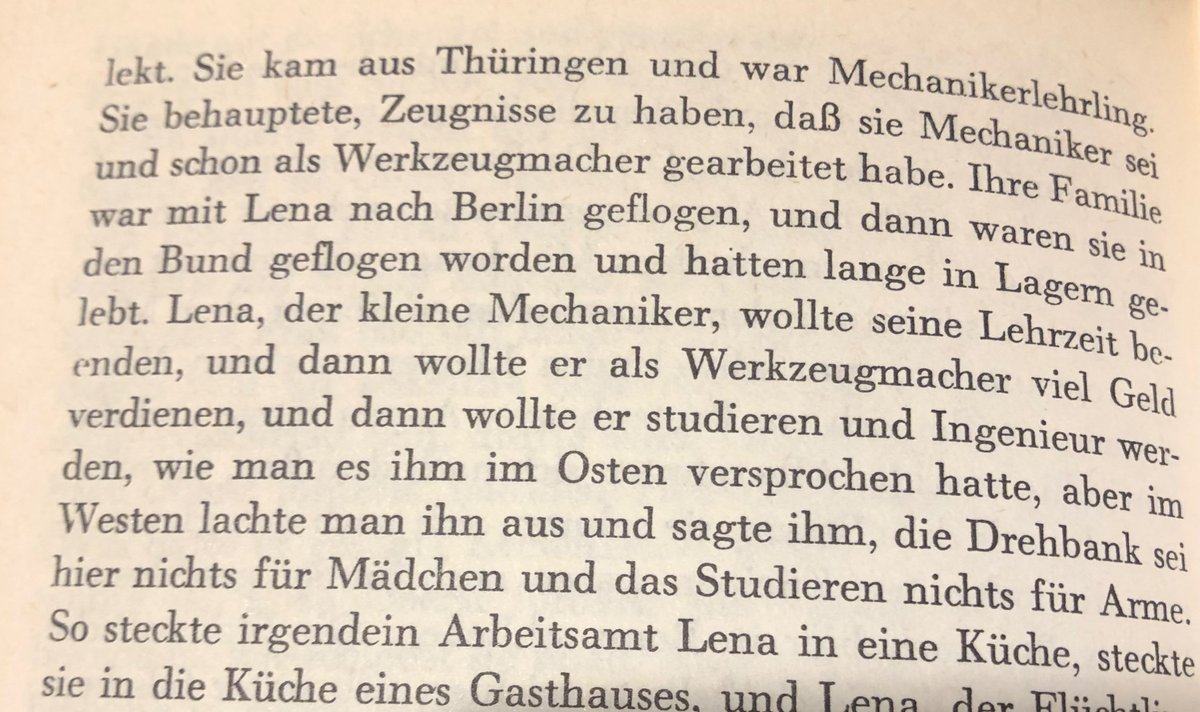 lekt. Sie kam aus Thüringen und war Mechanikerlehrling.
Sie behauptete, Zeugnisse zu haben, daß sie Mechaniker sei
und schon als Werkzeugmacher gearbeitet habe. Ihre Familie
war mit Lena nach Berlin geflogen, und dann waren sie in
den Bund geflogen worden und hatten lange in Lagern ge-
lebt. Lena, der kleine Mechaniker, wollte seine Lehrzeit be-
enden, und dann wollte er als Werkzeugmacher viel Geld
verdienen, und dann wollte er studieren und Ingenieur wer-
den, wie man es ihm im Osten versprochen hatte, aber im
Westen lachte man ihn aus und sagte ihm, die Drehbank sei
hier nichts für Mädchen und das Studieren nichts für Arme.
So steckte irgendein Arbeitsamt Lena in eine Küche, steckte
sie in die Küche eines Gasthauses, und Lena, der